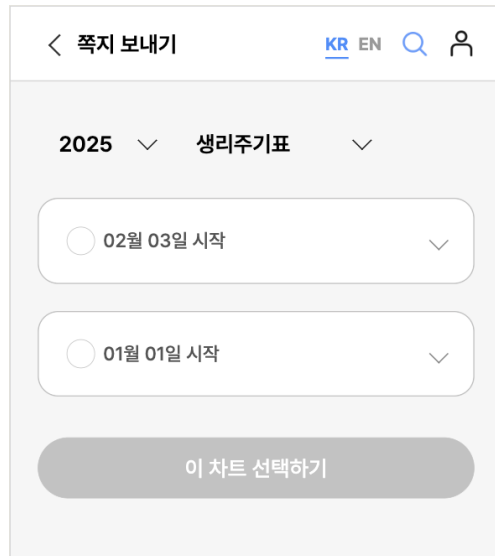 쪽지 보내기 KR EN
2025 생리주기표
02월 03일 시작
01월 01일 시작
이 차트 선택하기